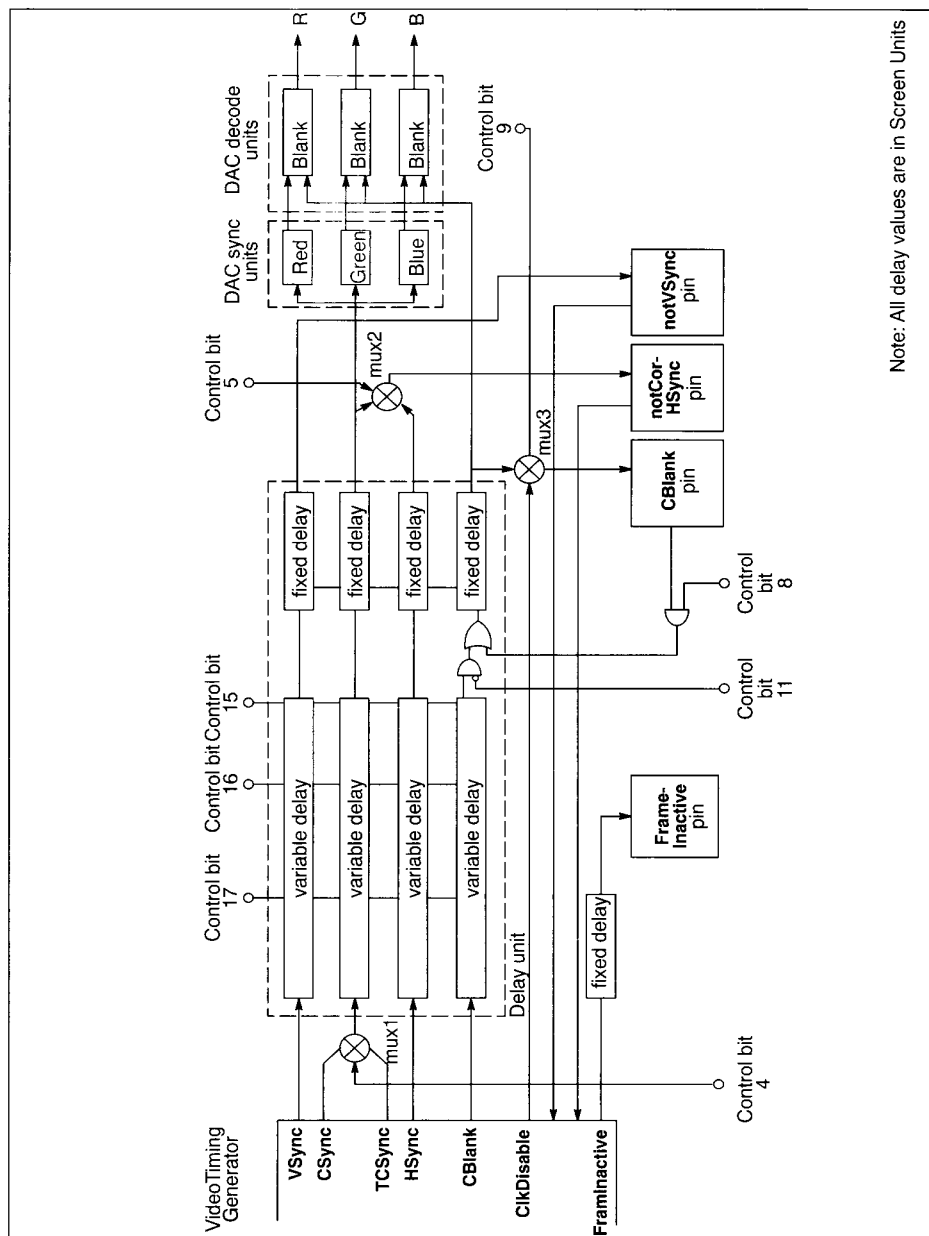 VideoTiming
Generator
VSync
CSync
TCSync
HSync
CBlank
ClkDisable
FramInactive
mux1
Control bit
4
Control bit
17
Control bit
16
Control bit
15
variable delay
variable delay
variable delay
variable delay
Delay unit
fixed delay
fixed delay
fixed delay
fixed delay
fixed delay
Frame-
Inactive
pin
Control
bit
11
Control
bit
8
Control bit
5
mux2
mux3
CBlank
pin
notCor-
HSync
pin
notVSync
pin
DAC sync
units
Red
Green
Blue
DAC decode
units
Blank
Blank
Blank
R
G
B
Control bit
9
Note: All delay values are in Screen Units